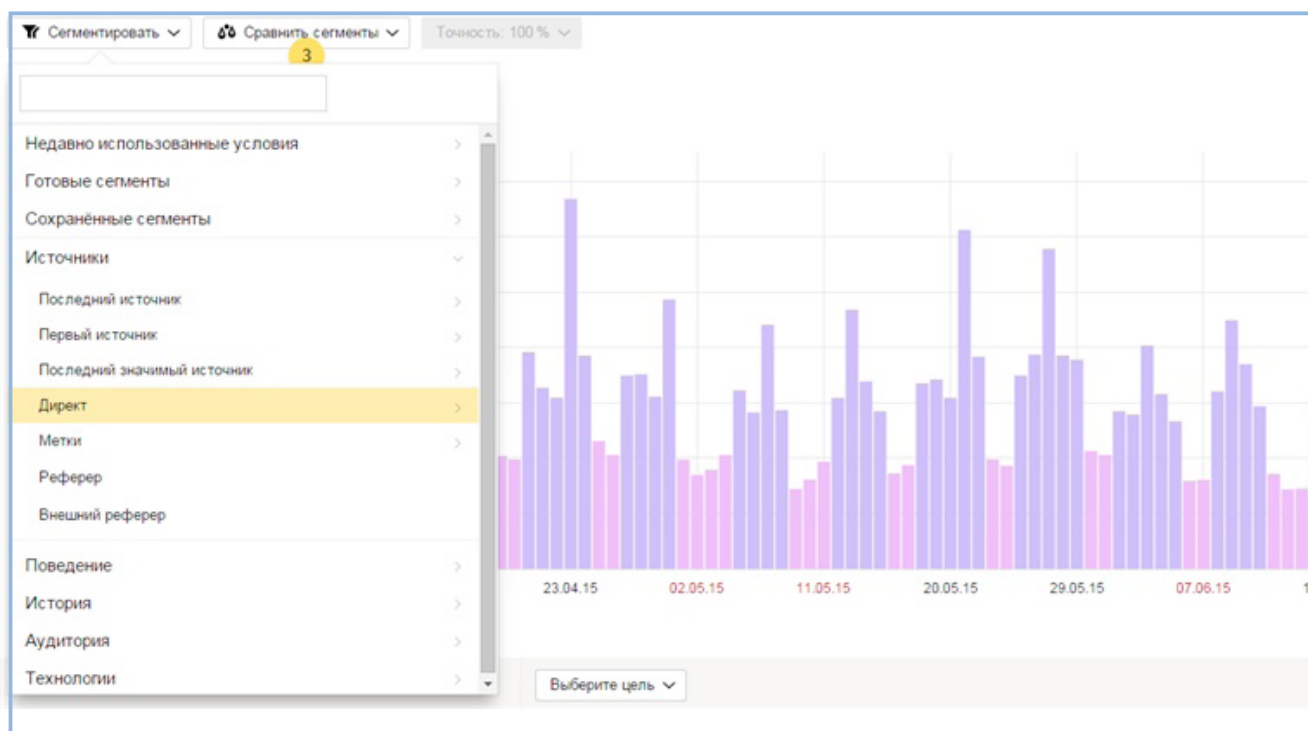 Сегментировать Сравнить сегменты Точность: 100 %
3
Недавно использованные условия
Готовые сегменты
Сохранённые сегменты
Источники
Последний источник
Первый источник
Последний значимый источник
Директ
Метки
Реферер
Внешний реферер
Поведение
История
Аудитория
Технологии
23.04.15 02.05.15 11.05.15 20.05.15 29.05.15 07.06.15 1
Выберите цель